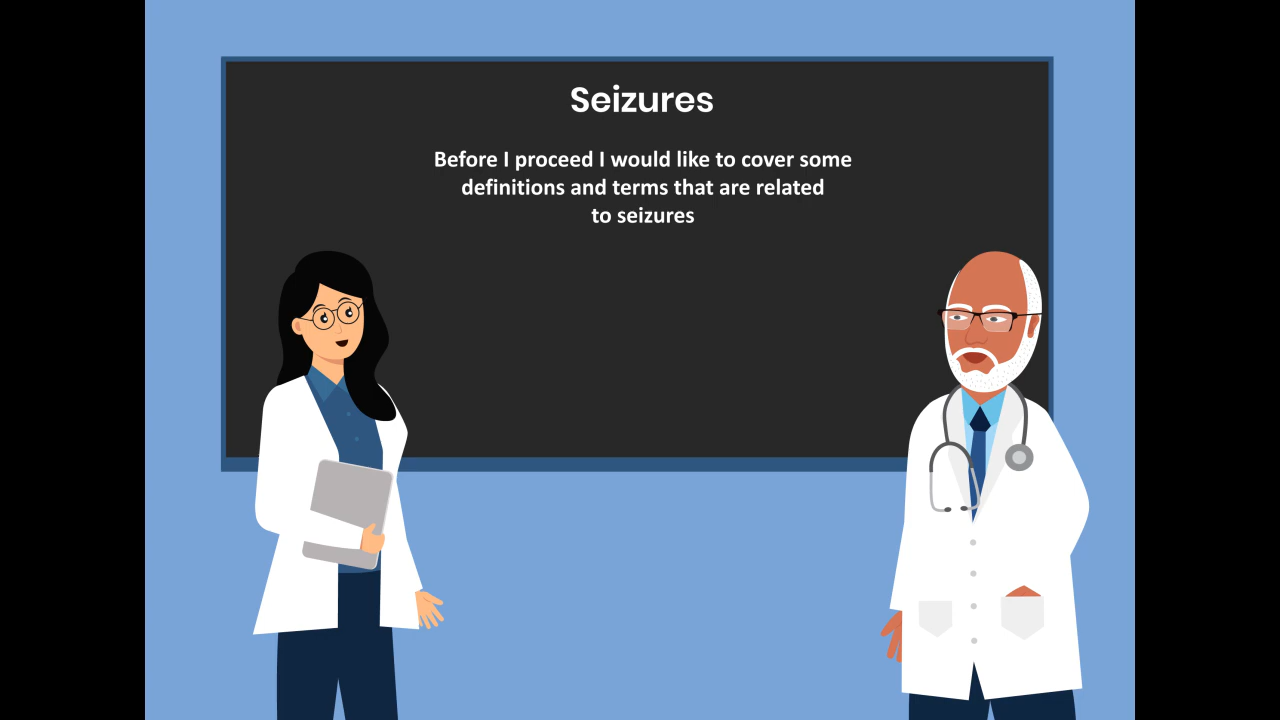 Seizures
Before I proceed I would like to cover some
definitions and terms that are related
to seizures